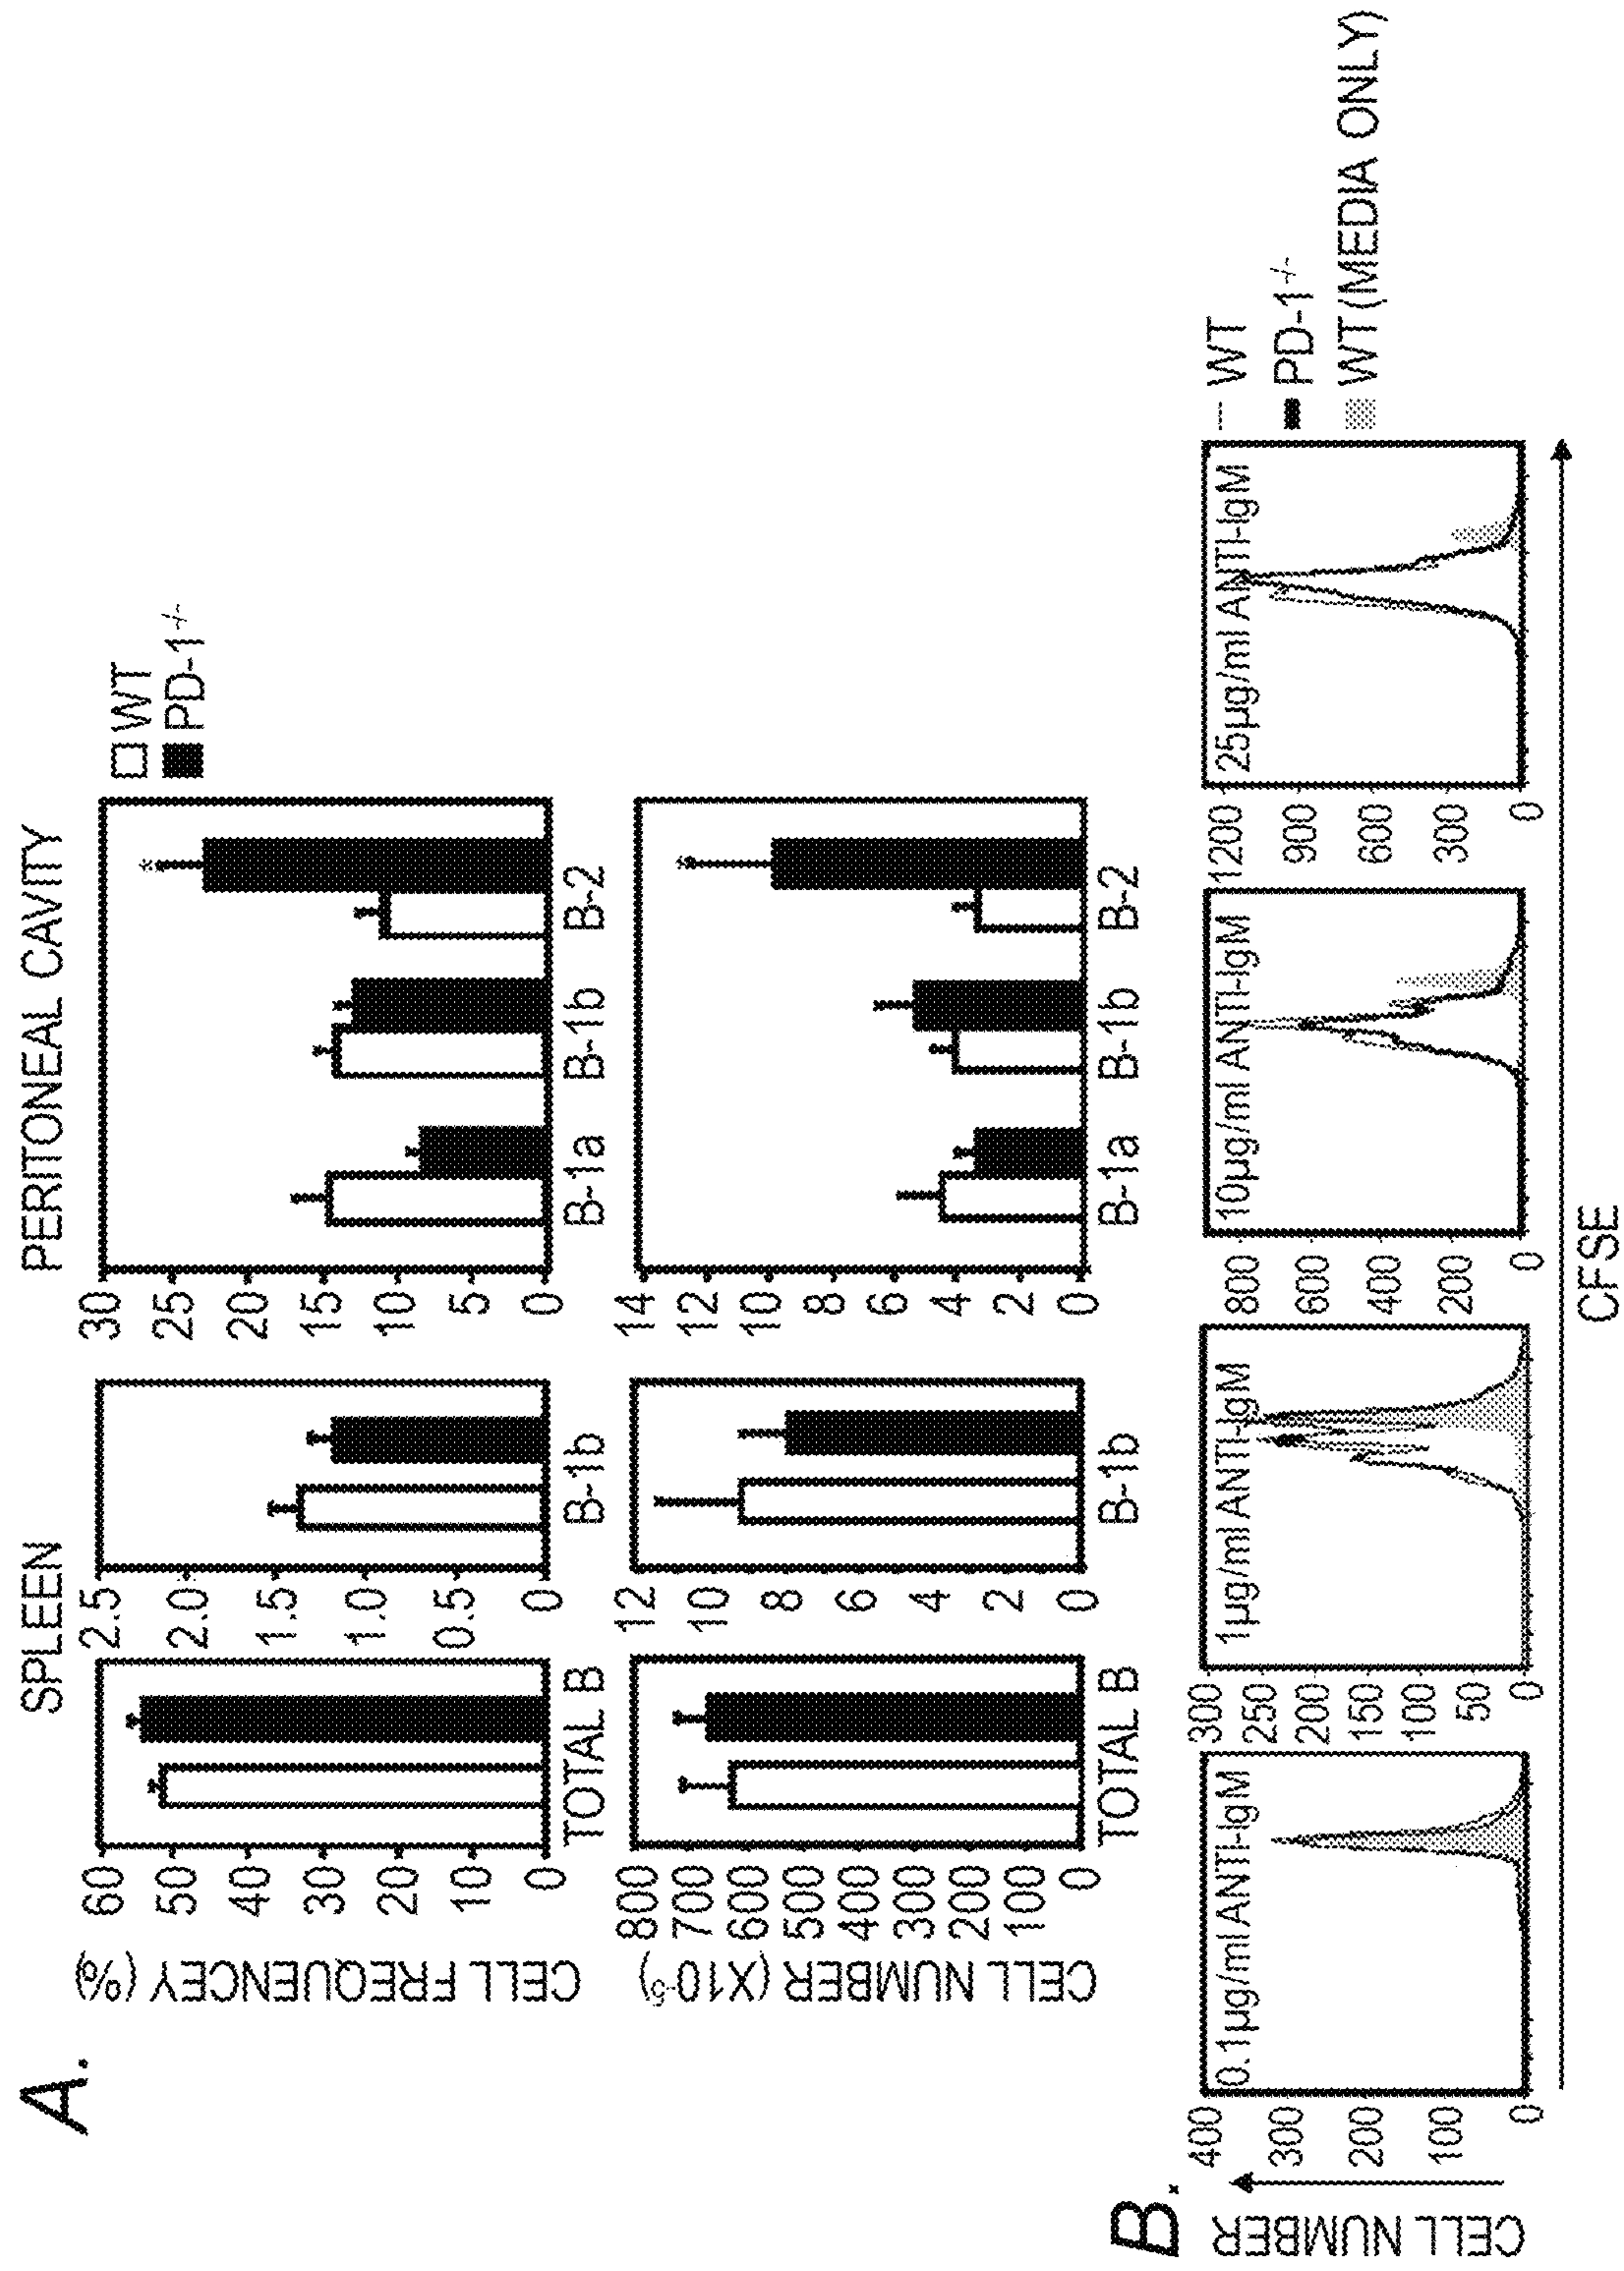 A.
SPLEEN
PERITONEAL CAVITY
WT
PD-1-/-
CELL FREQUENCEY (%)
60
50
40
30
20
10
0
2.5
2.0
1.5
1.0
0.5
0
30
25
20
15
10
5
0
*
TOTAL B
B-1b
B-1a
B-1b
B-2
CELL NUMBER (X10-5)
800
700
600
500
400
300
200
100
0
12
10
8
6
4
2
0
14
12
10
8
6
4
2
0
*
TOTAL B
B-1b
B-1a
B-1b
B-2
B.
CELL NUMBER
400
300
200
100
0
0.1µg/ml ANTI-IgM
300
250
200
150
100
50
0
1µg/ml ANTI-IgM
800
600
400
200
0
10µg/ml ANTI-IgM
1200
900
600
300
0
25µg/ml ANTI-IgM
WT
PD-1-/-
WT (MEDIA ONLY)
CFSE